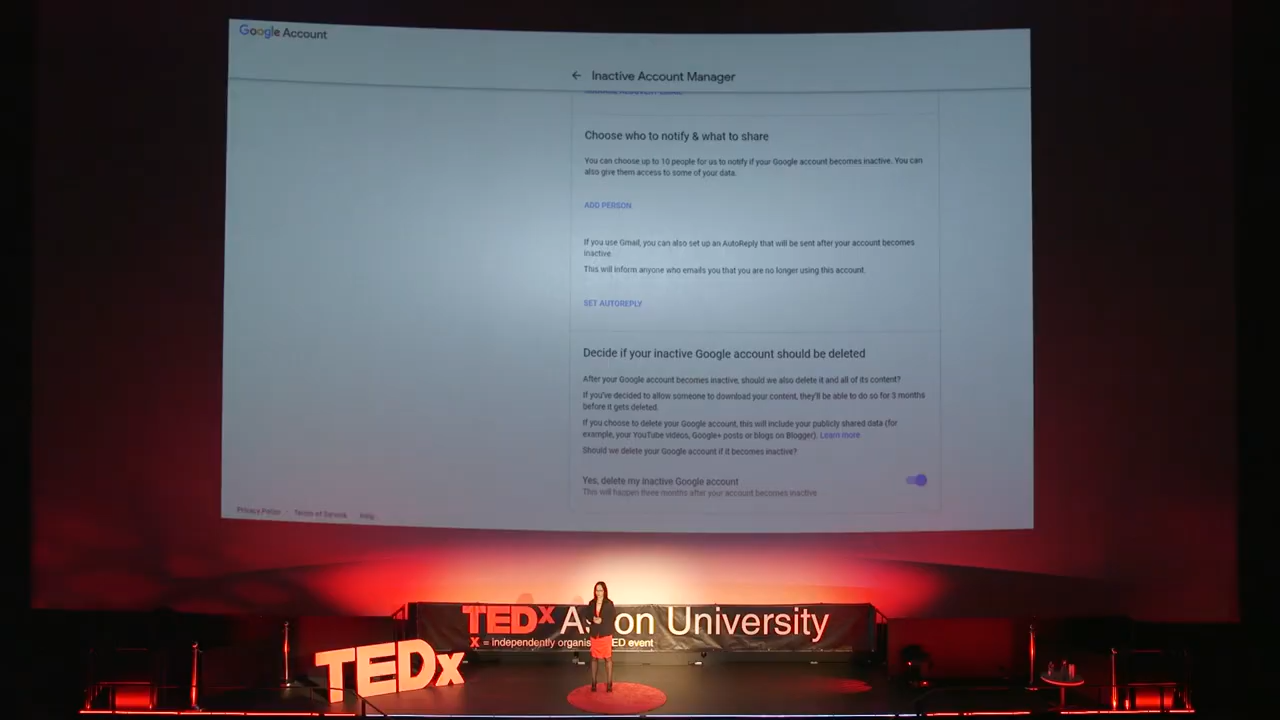 Google Account
← Inactive Account Manager
Choose who to notify & what to share
You can choose up to 10 people for us to notify if your Google account becomes inactive. You can
also give them access to some of your data.
ADD PERSON
If you use Gmail, you can also set up an AutoReply that will be sent after your account becomes
inactive.
This will inform anyone who emails you that you are no longer using this account.
SET AUTOREPLY
Decide if your inactive Google account should be deleted
After your Google account becomes inactive, should we also delete it and all of its content?
If you've decided to allow someone to download your content, they'll be able to do so for 3 months
before it gets deleted.
If you choose to delete your Google account, this will include your publicly shared data (for
example, your YouTube videos, Google+ posts or blogs on Blogger). Learn more
Should we delete your Google account if it becomes inactive?
Yes, delete my inactive Google account
This will happen three months after your account becomes inactive
Privacy Policy · Terms of Service Help
TEDx A on University
x = independently organis ED event
TEDx